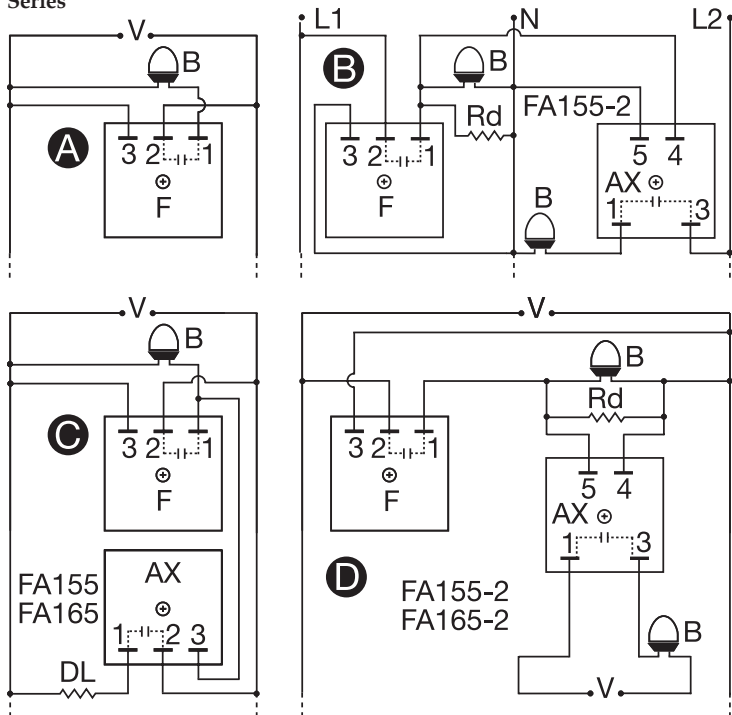 Series
V
B
A
3 2 1
F
L1 N L2
B
B
Rd
FA155-2
3 2 1
F
5 4
AX
1 3
B
V
B
C
3 2 1
F
FA155
FA165
AX
1 2 3
DL
V
B
Rd
3 2 1
F
5 4
AX
1 3
D
FA155-2
FA165-2
B
V